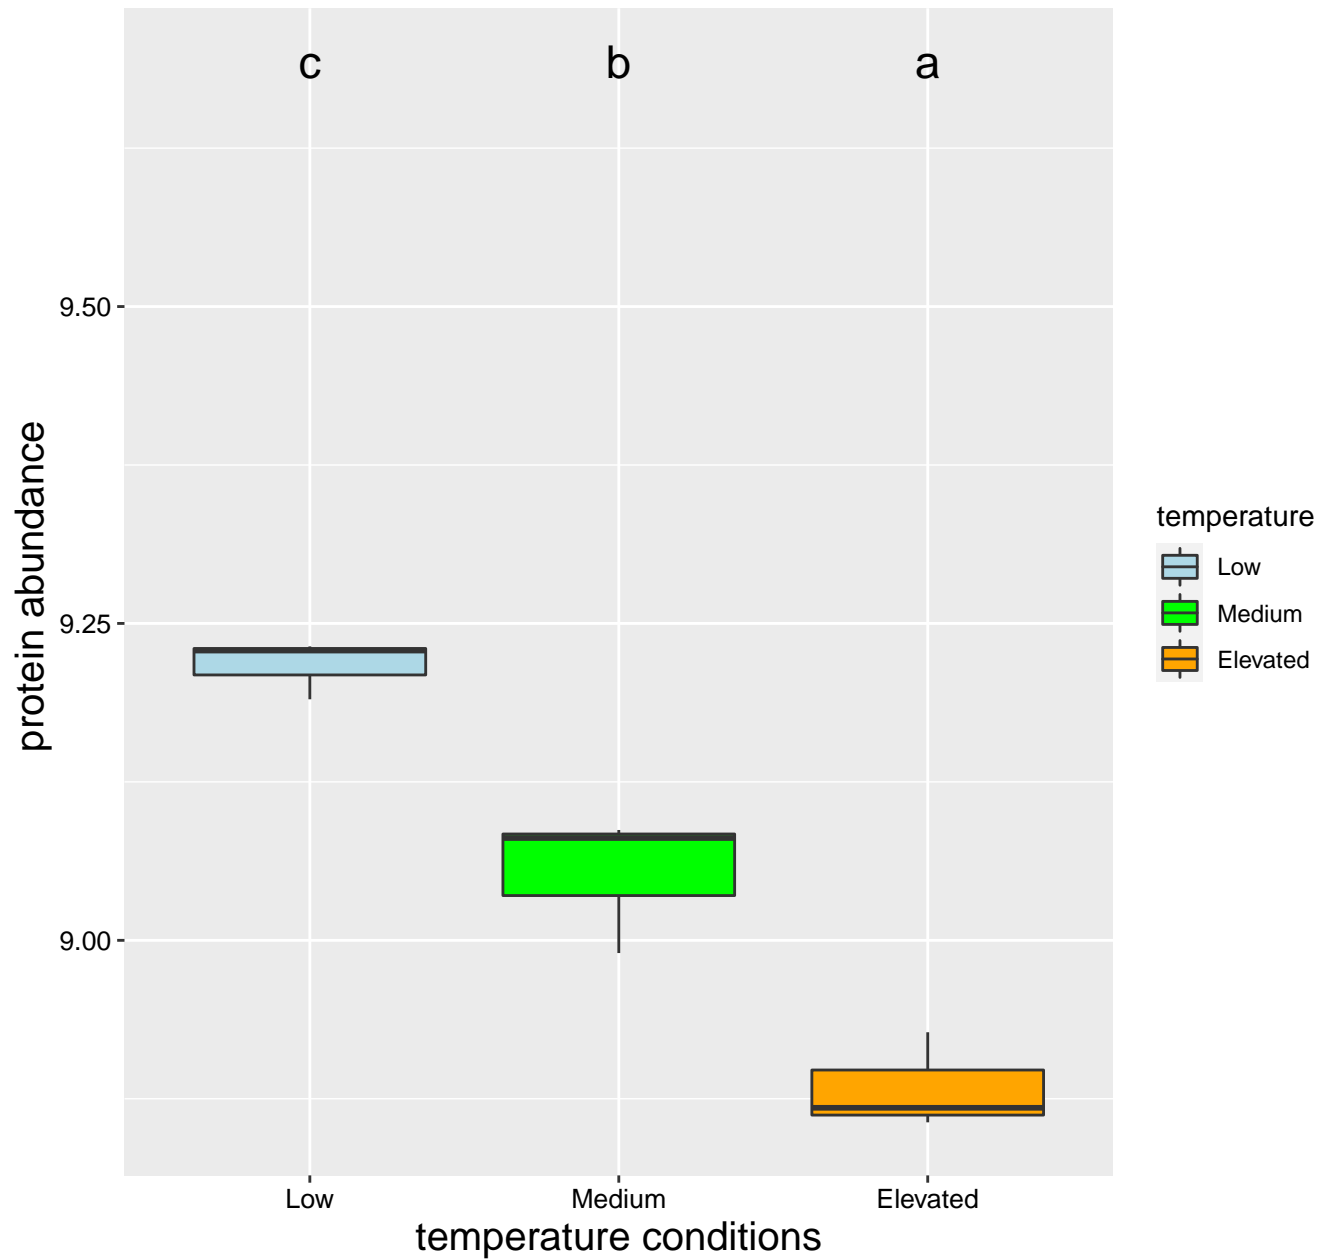 c b a
9.50
9.25
9.00
protein abundance
Low Medium Elevated
temperature conditions
temperature
Low
Medium
Elevated